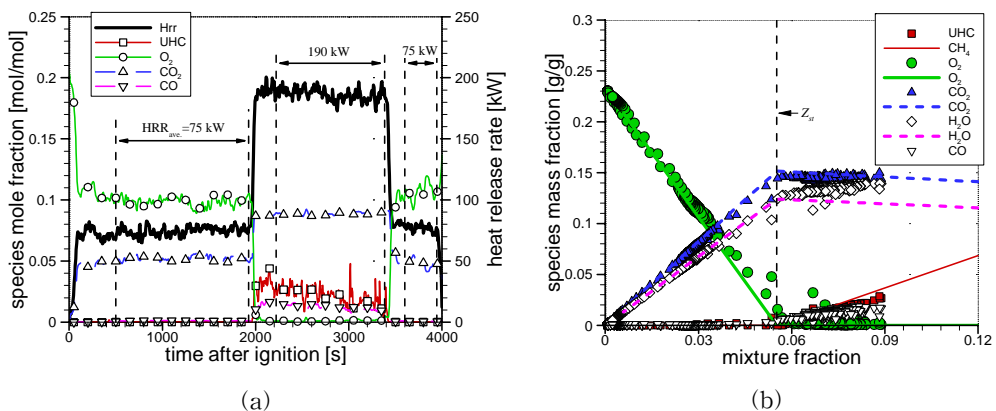 (a)
Hrr
UHC
O₂
CO₂
CO
190 kW
75 kW
HRRave.=75 kW
species mole fraction [mol/mol]
0.25
0.2
0.15
0.1
0.05
0
heat release rate [kW]
250
200
150
100
50
0
0 1000 2000 3000 4000
time after ignition [s]
(a)
(b)
UHC
CH₄
O₂
O₂
CO₂
CO₂
H₂O
H₂O
CO
Zst
species mass fraction [g/g]
0.3
0.25
0.2
0.15
0.1
0.05
0
0 0.03 0.06 0.09 0.12
mixture fraction
(b)